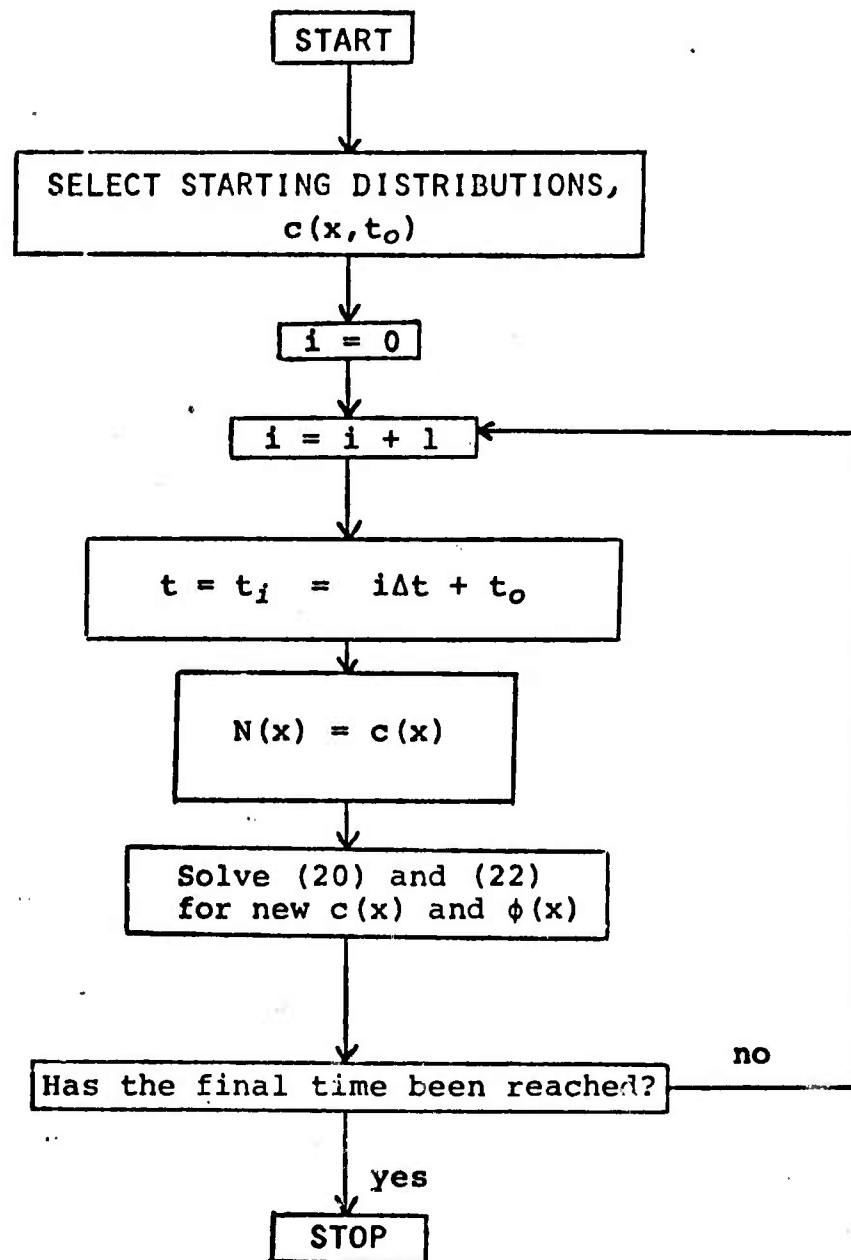 START
SELECT STARTING DISTRIBUTIONS,
c(x,t₀)
i = 0
i = i + 1
t = tᵢ = iΔt + t₀
N(x) = c(x)
Solve (20) and (22)
for new c(x) and ϕ(x)
Has the final time been reached?
no
yes
STOP